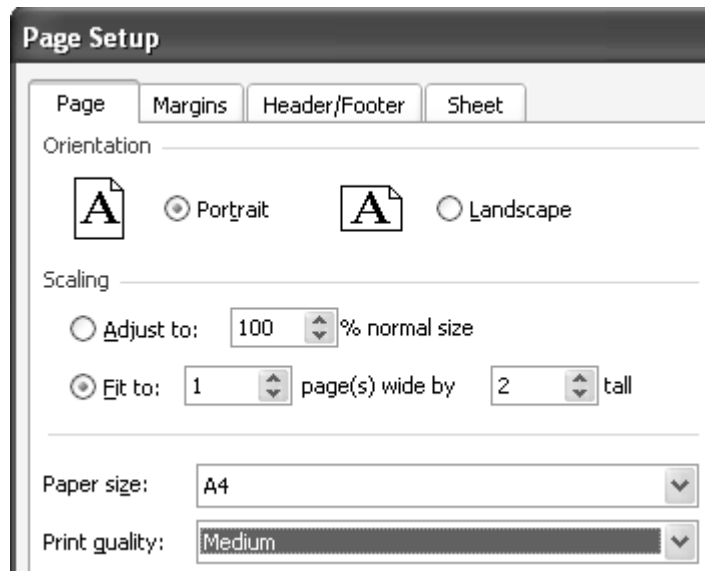 Page Setup
Page Margins Header/Footer Sheet
Orientation
A Portrait A Landscape
Scaling
Adjust to: 100 % normal size
Fit to: 1 page(s) wide by 2 tall
Paper size: A4
Print quality: Medium